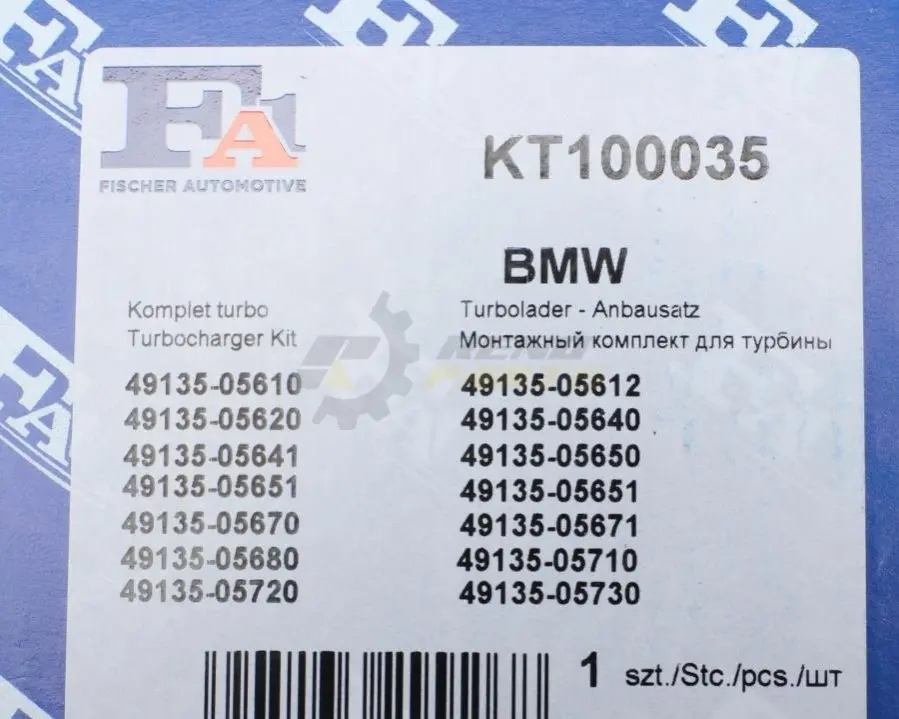 FA1
FISCHER AUTOMOTIVE
KT100035
BMW
Komplet turbo
Turbocharger Kit
Turbolader - Anbausatz
Монтажный комплект для турбины
49135-05610 49135-05612
49135-05620 49135-05640
49135-05641 49135-05650
49135-05651 49135-05651
49135-05670 49135-05671
49135-05680 49135-05710
49135-05720 49135-05730
1 szt./Stc./pcs./шт